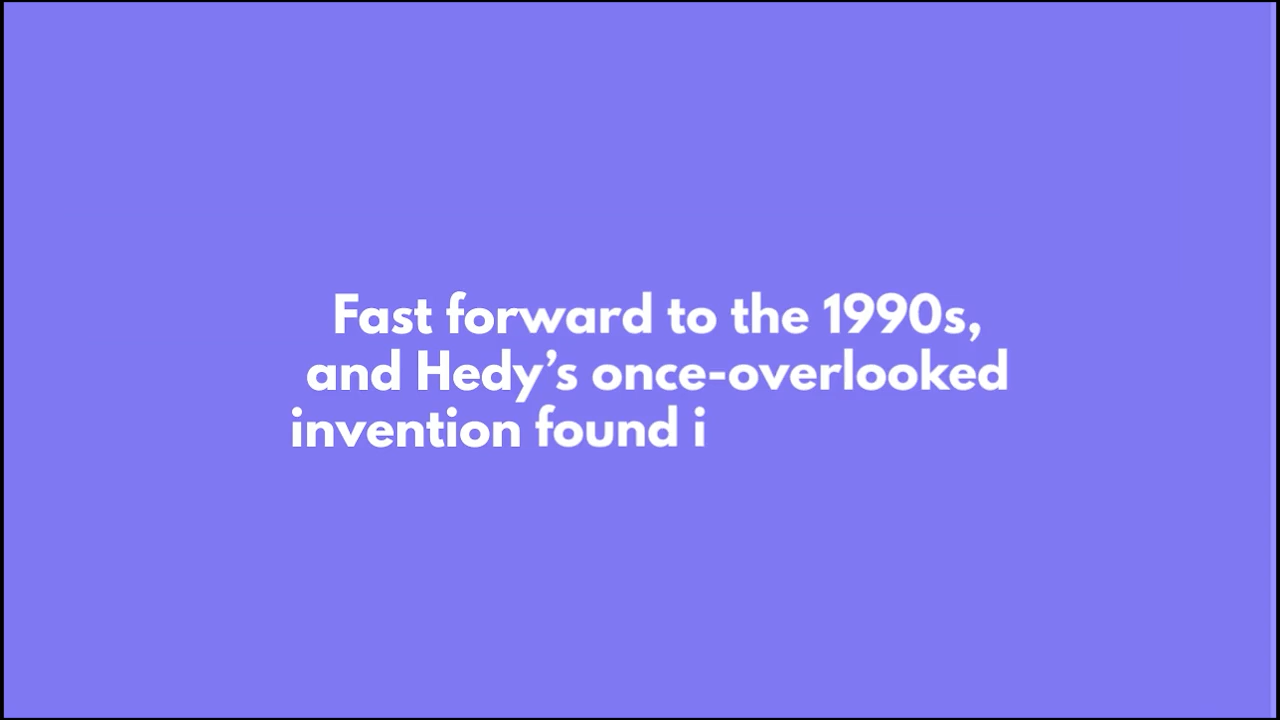 Fast forward to the 1990s,
and Hedy’s once-overlooked
invention found i